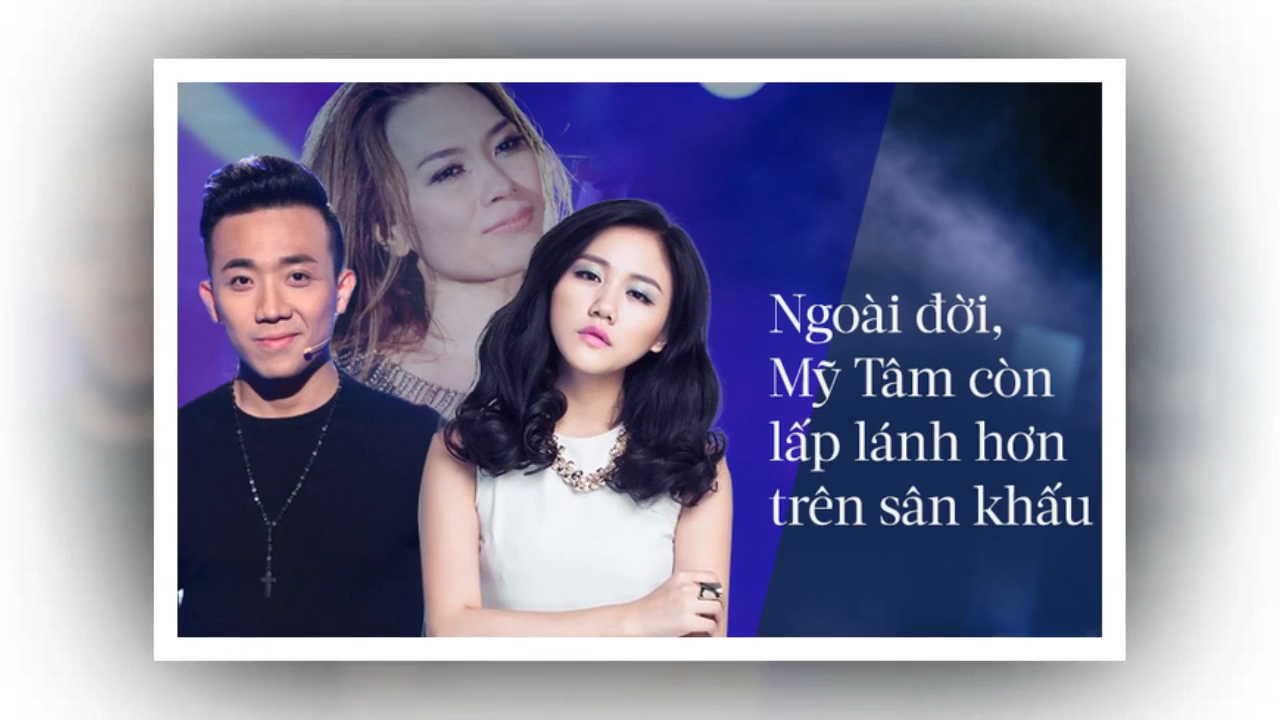 Ngoài đời,
Mỹ Tâm còn
lấp lánh hơn
trên sân khấu